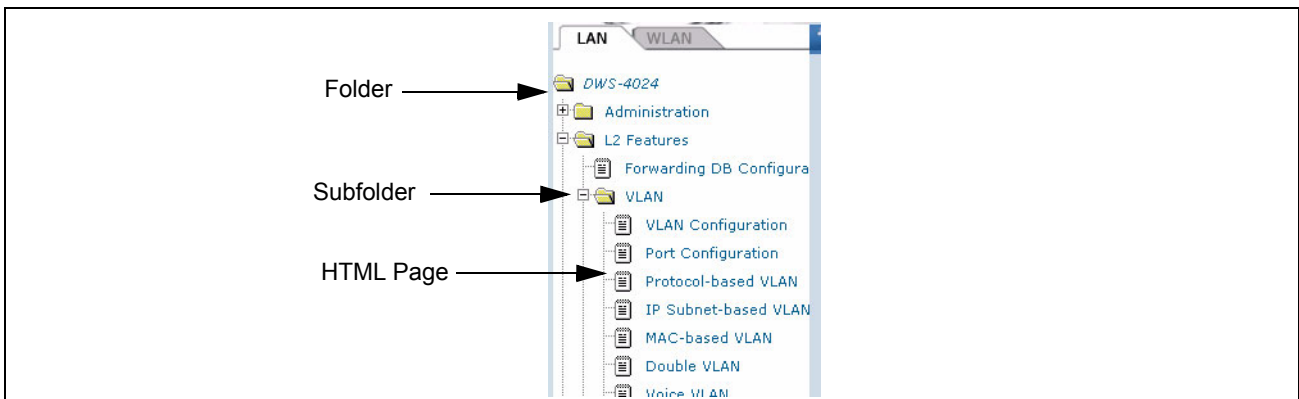 LAN WLAN
Folder
DWS-4024
Administration
L2 Features
Forwarding DB Configura
Subfolder
VLAN
VLAN Configuration
Port Configuration
HTML Page
Protocol-based VLAN
IP Subnet-based VLAN
MAC-based VLAN
Double VLAN
Voice VLAN